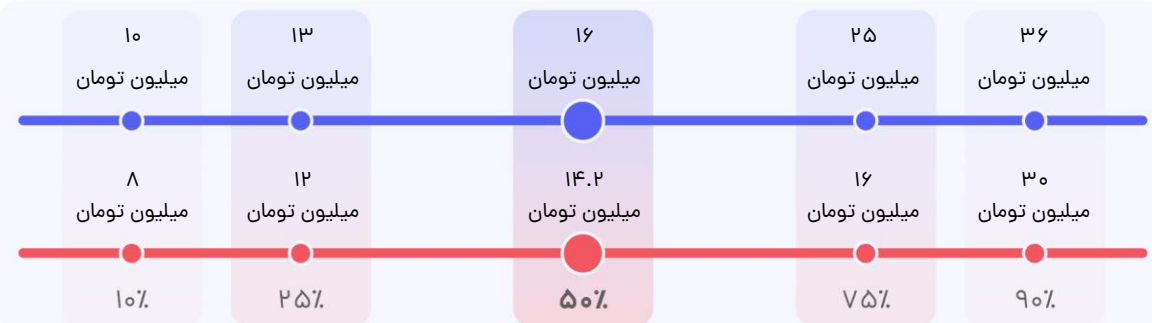 ۱۰ ۱۳ ۱۶ ۲۵ ۳۶
میلیون تومان میلیون تومان میلیون تومان میلیون تومان میلیون تومان
۸ ۱۲ ۱۴.۲ ۱۶ ۳۰
میلیون تومان میلیون تومان میلیون تومان میلیون تومان میلیون تومان
۱۰٪ ۲۵٪ ۵۰٪ ۷۵٪ ۹۰٪